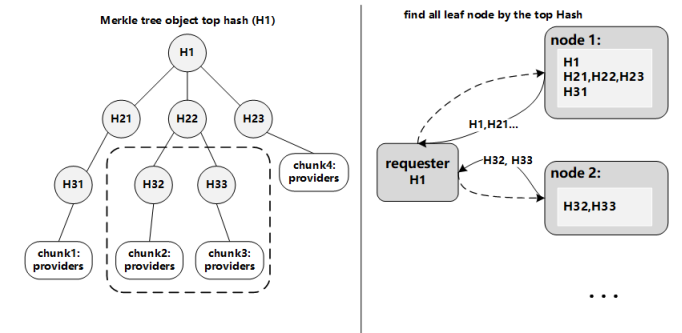 Merkle tree object top hash (H1)
H1
H21
H22
H23
H31
H32
H33
chunk4:
providers
chunk1:
providers
chunk2:
providers
chunk3:
providers
find all leaf node by the top Hash
node 1:
H1
H21,H22,H23
H31
H1,H21...
requester
H1
H32, H33
node 2:
H32,H33
...